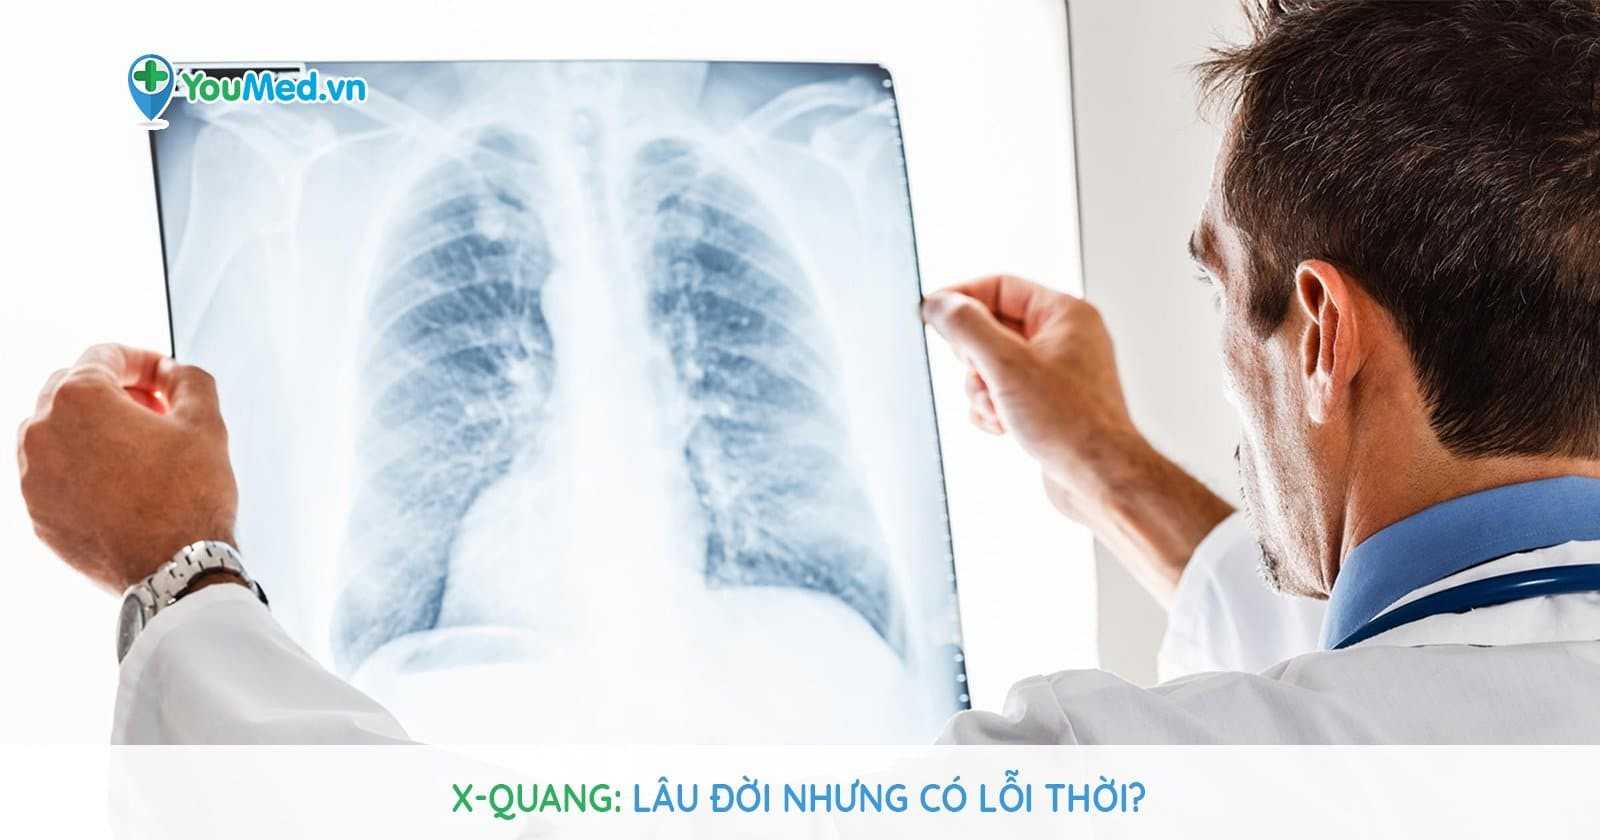 YouMed.vn
X-QUANG: LÂU ĐỜI NHƯNG CÓ LỖI THỜI?